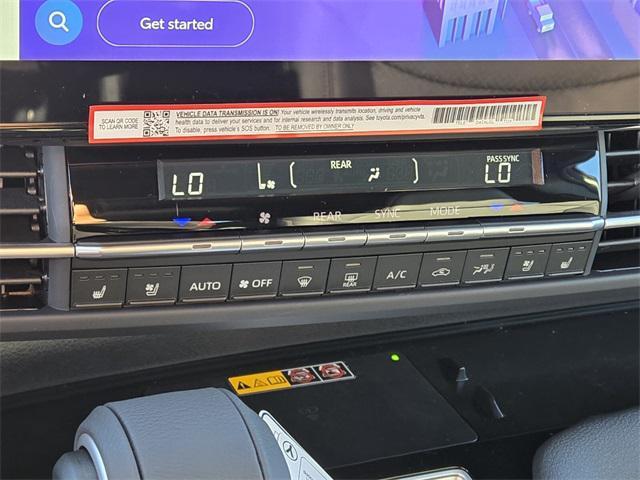 Get started
SCAN QR CODE
TO LEARN MORE
VEHICLE DATA TRANSMISSION IS ON! Your vehicle wirelessly transmits location, driving and vehicle
health data to deliver your services and for internal research and data analysis. See toyota.com/privacyvts.
To disable, press vehicle's SOS button. TO BE REMOVED BY OWNER ONLY
REAR
PASS SYNC
LO
LO
REAR SYNC MODE
AUTO
OFF
REAR
A/C